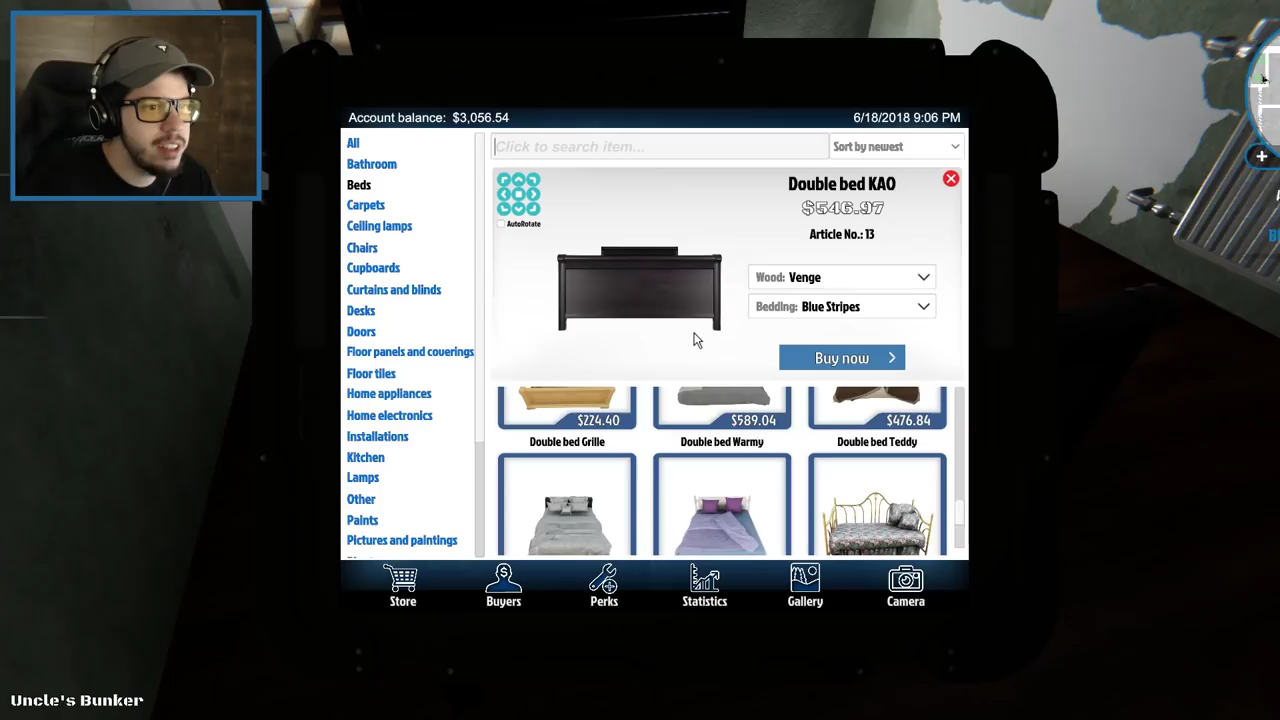 Account balance: $3,056.54
6/18/2018 9:06 PM
All
Bathroom
Beds
Carpets
Ceiling lamps
Chairs
Cupboards
Curtains and blinds
Desks
Doors
Floor panels and coverings
Floor tiles
Home appliances
Home electronics
Installations
Kitchen
Lamps
Other
Paints
Pictures and paintings
Click to search item...
Sort by newest
AutoRotate
Double bed KAO
$546.97
Article No.: 13
Wood: Venge
Bedding: Blue Stripes
Buy now
$224.40
$589.04
$476.84
Double bed Grille
Double bed Warmy
Double bed Teddy
Store
Buyers
Perks
Statistics
Gallery
Camera
Uncle's Bunker